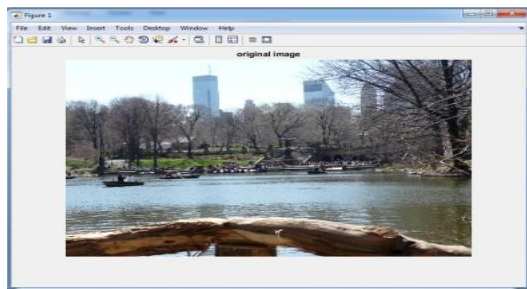 Figure 1
File Edit View Insert Tools Desktop Window Help
original image